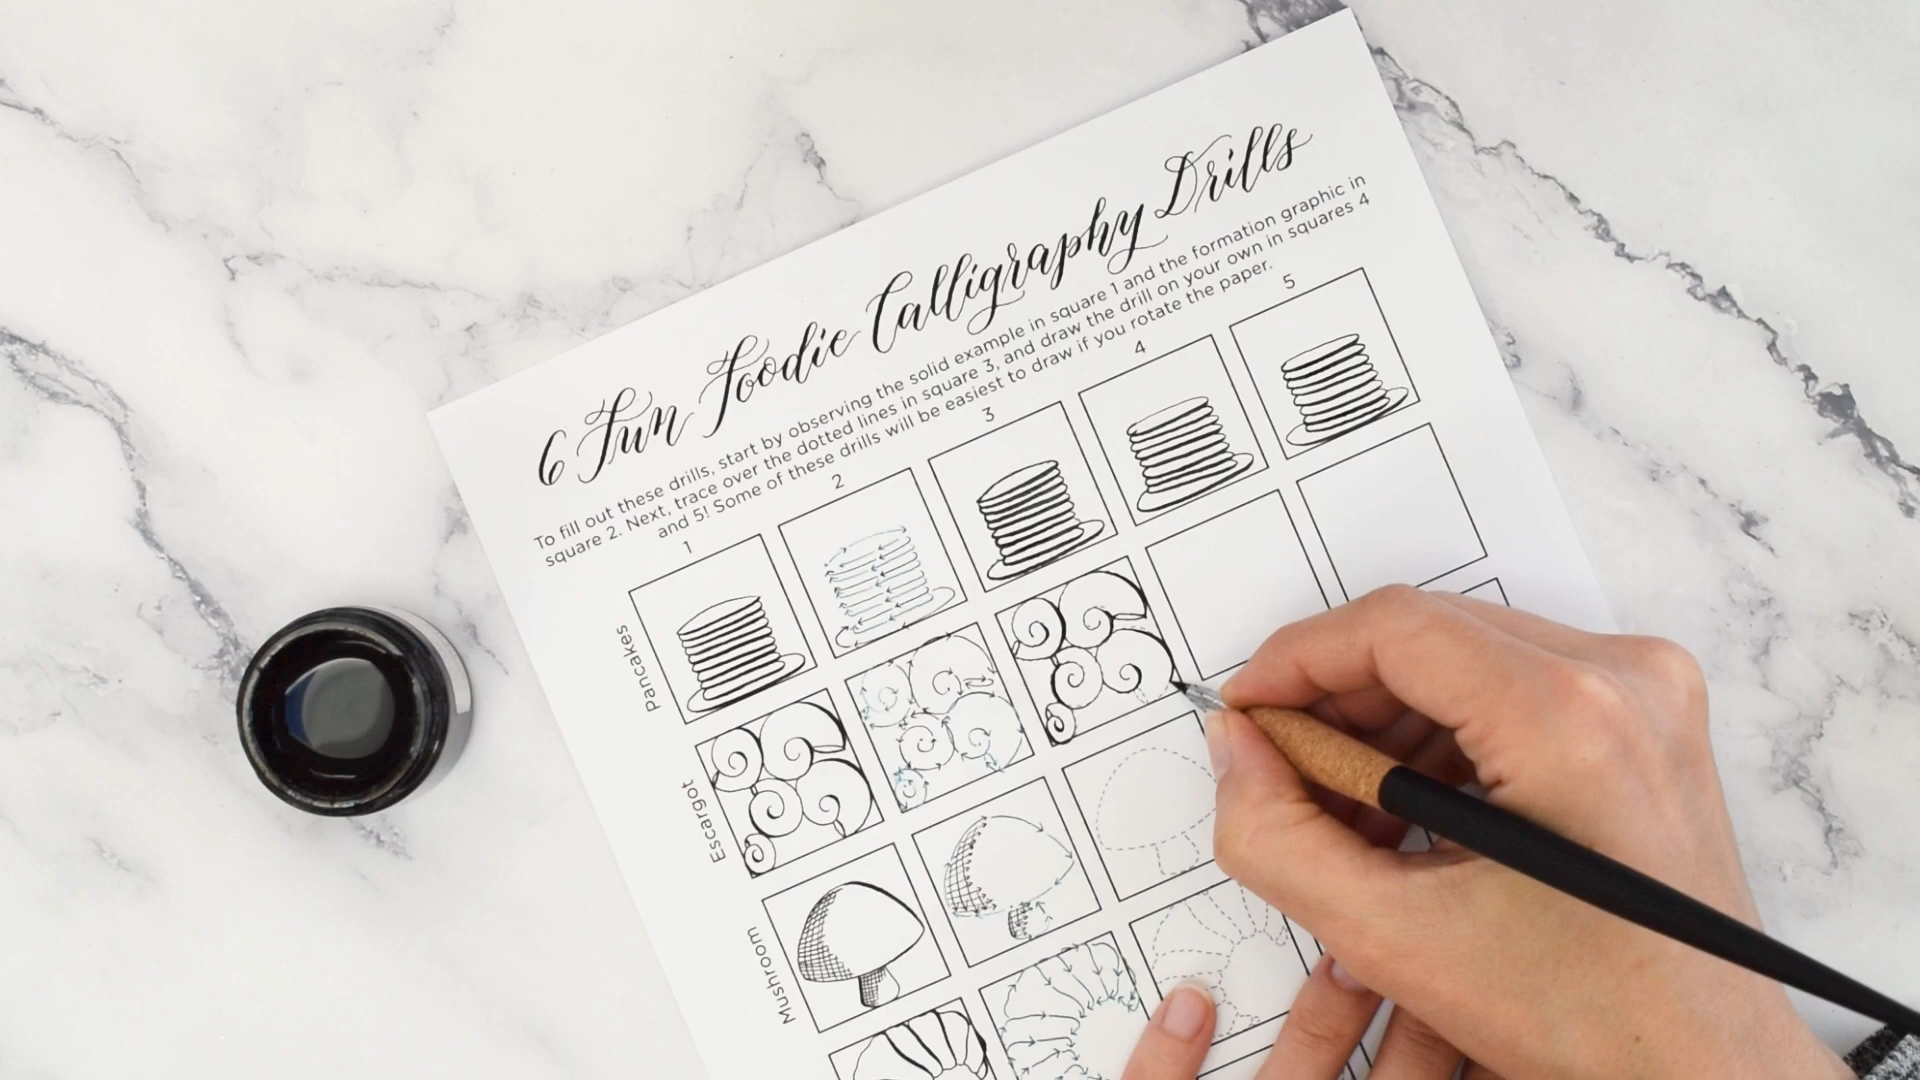 6 Fun Foodie Calligraphy Drills
To fill out these drills, start by observing the solid example in square 1 and the formation graphic in
square 2. Next, trace over the dotted lines in square 3, and draw the drill on your own in squares 4
and 5! Some of these drills will be easiest to draw if you rotate the paper.
1
2
3
4
5
Pancakes
Escargot
Mushroom